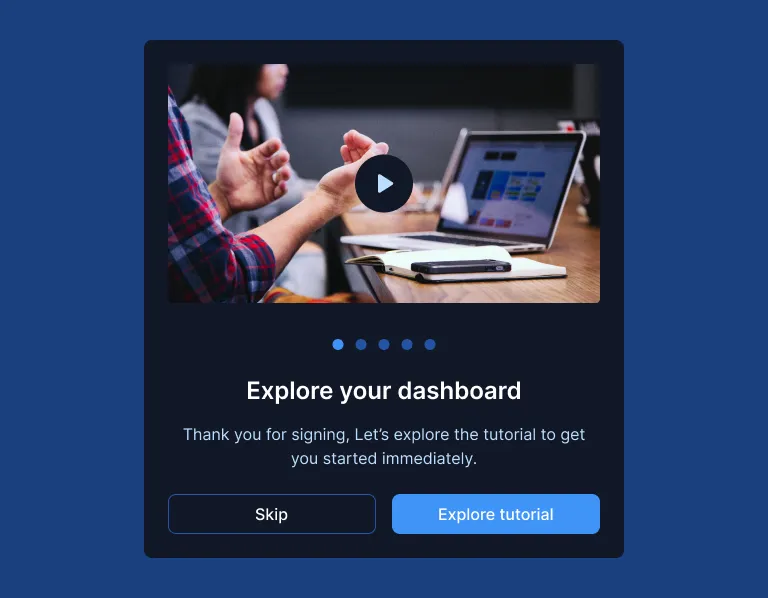 Explore your dashboard
Thank you for signing, Let’s explore the tutorial to get
you started immediately.
Skip
Explore tutorial